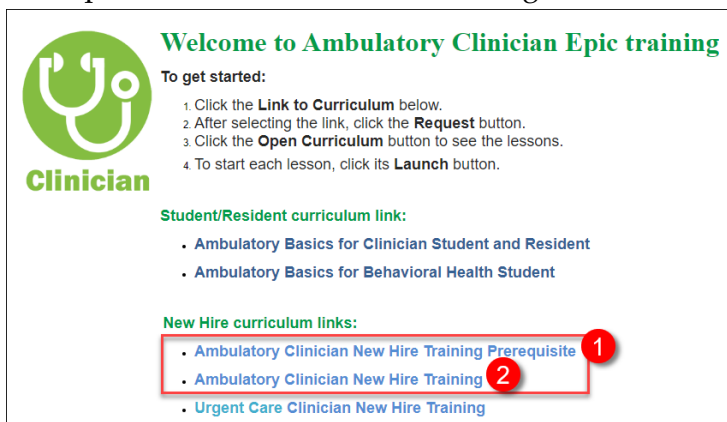 Welcome to Ambulatory Clinician Epic training
To get started:
1. Click the Link to Curriculum below.
2. After selecting the link, click the Request button.
3. Click the Open Curriculum button to see the lessons.
4. To start each lesson, click its Launch button.
Clinician
Student/Resident curriculum link:
• Ambulatory Basics for Clinician Student and Resident
• Ambulatory Basics for Behavioral Health Student
New Hire curriculum links:
• Ambulatory Clinician New Hire Training Prerequisite 1
• Ambulatory Clinician New Hire Training 2
• Urgent Care Clinician New Hire Training